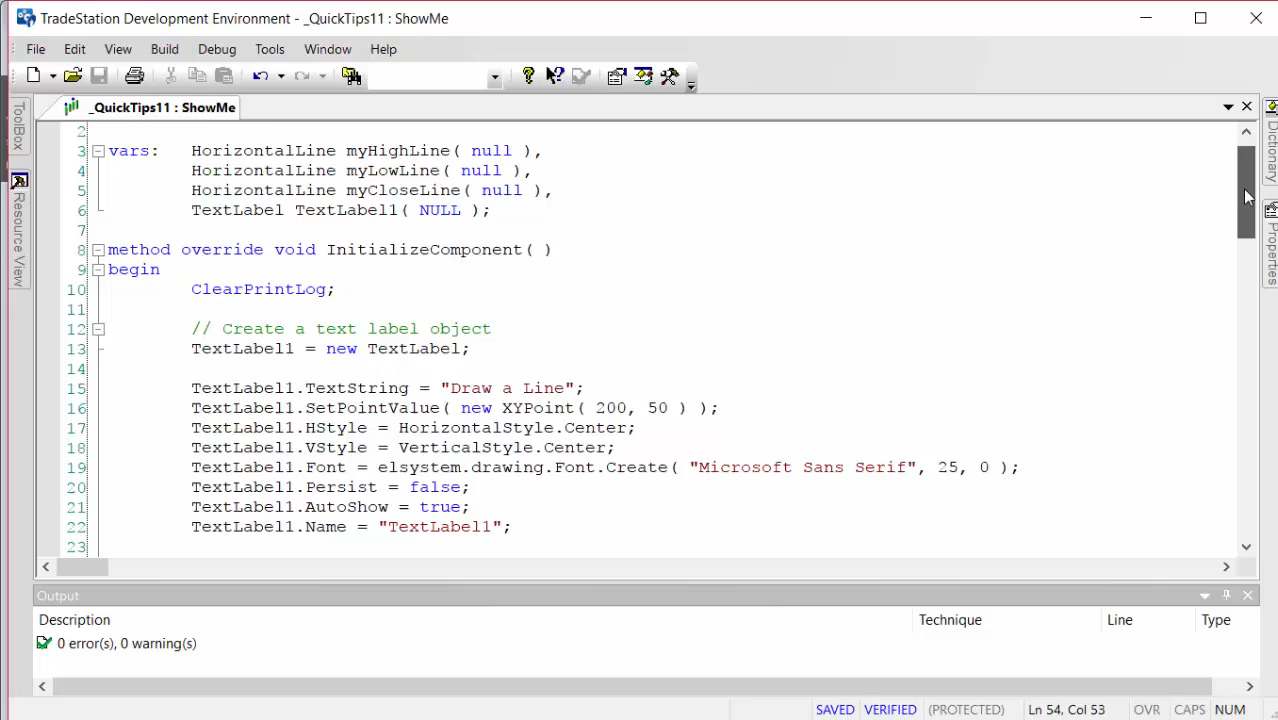 TradeStation Development Environment - _QuickTips11 : ShowMe
File Edit View Build Debug Tools Window Help
_QuickTips11 : ShowMe
ToolBox
Resource View
Dictionary
Properties
2
3 vars: HorizontalLine myHighLine( null ),
4 HorizontalLine myLowLine( null ),
5 HorizontalLine myCloseLine( null ),
6 TextLabel TextLabel1( NULL );
7
8 method override void InitializeComponent( )
9 begin
10 ClearPrintLog;
11
12 // Create a text label object
13 TextLabel1 = new TextLabel;
14
15 TextLabel1.TextString = "Draw a Line";
16 TextLabel1.SetPointValue( new XYPoint( 200, 50 ) );
17 TextLabel1.HStyle = HorizontalStyle.Center;
18 TextLabel1.VStyle = VerticalStyle.Center;
19 TextLabel1.Font = elsystem.drawing.Font.Create( "Microsoft Sans Serif", 25, 0 );
20 TextLabel1.Persist = false;
21 TextLabel1.AutoShow = true;
22 TextLabel1.Name = "TextLabel1";
23
Output
Description Technique Line Type
0 error(s), 0 warning(s)
SAVED VERIFIED (PROTECTED) Ln 54, Col 53 OVR CAPS NUM